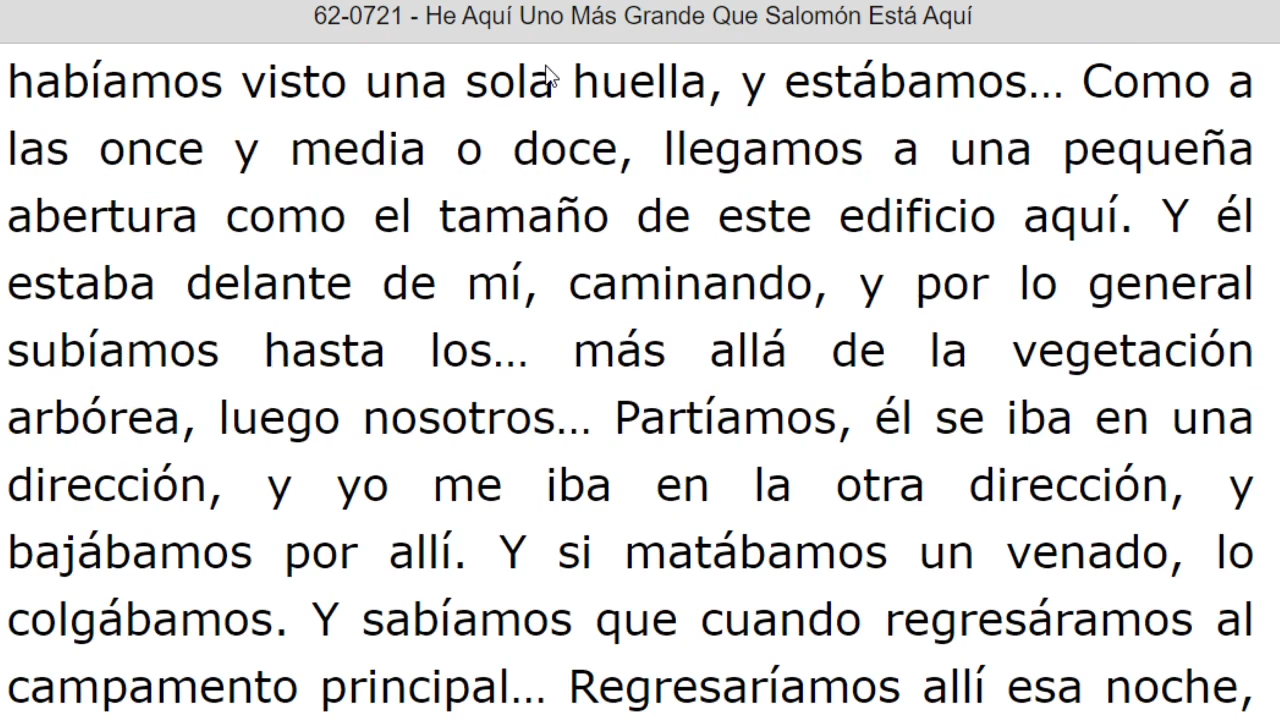 62-0721 - He Aquí Uno Más Grande Que Salomón Está Aquí
habíamos visto una sola huella, y estábamos... Como a
las once y media o doce, llegamos a una pequeña
abertura como el tamaño de este edificio aquí. Y él
estaba delante de mí, caminando, y por lo general
subíamos hasta los... más allá de la vegetación
arbórea, luego nosotros... Partíamos, él se iba en una
dirección, y yo me iba en la otra dirección, y
bajábamos por allí. Y si matábamos un venado, lo
colgábamos. Y sabíamos que cuando regresáramos al
campamento principal... Regresaríamos allí esa noche,